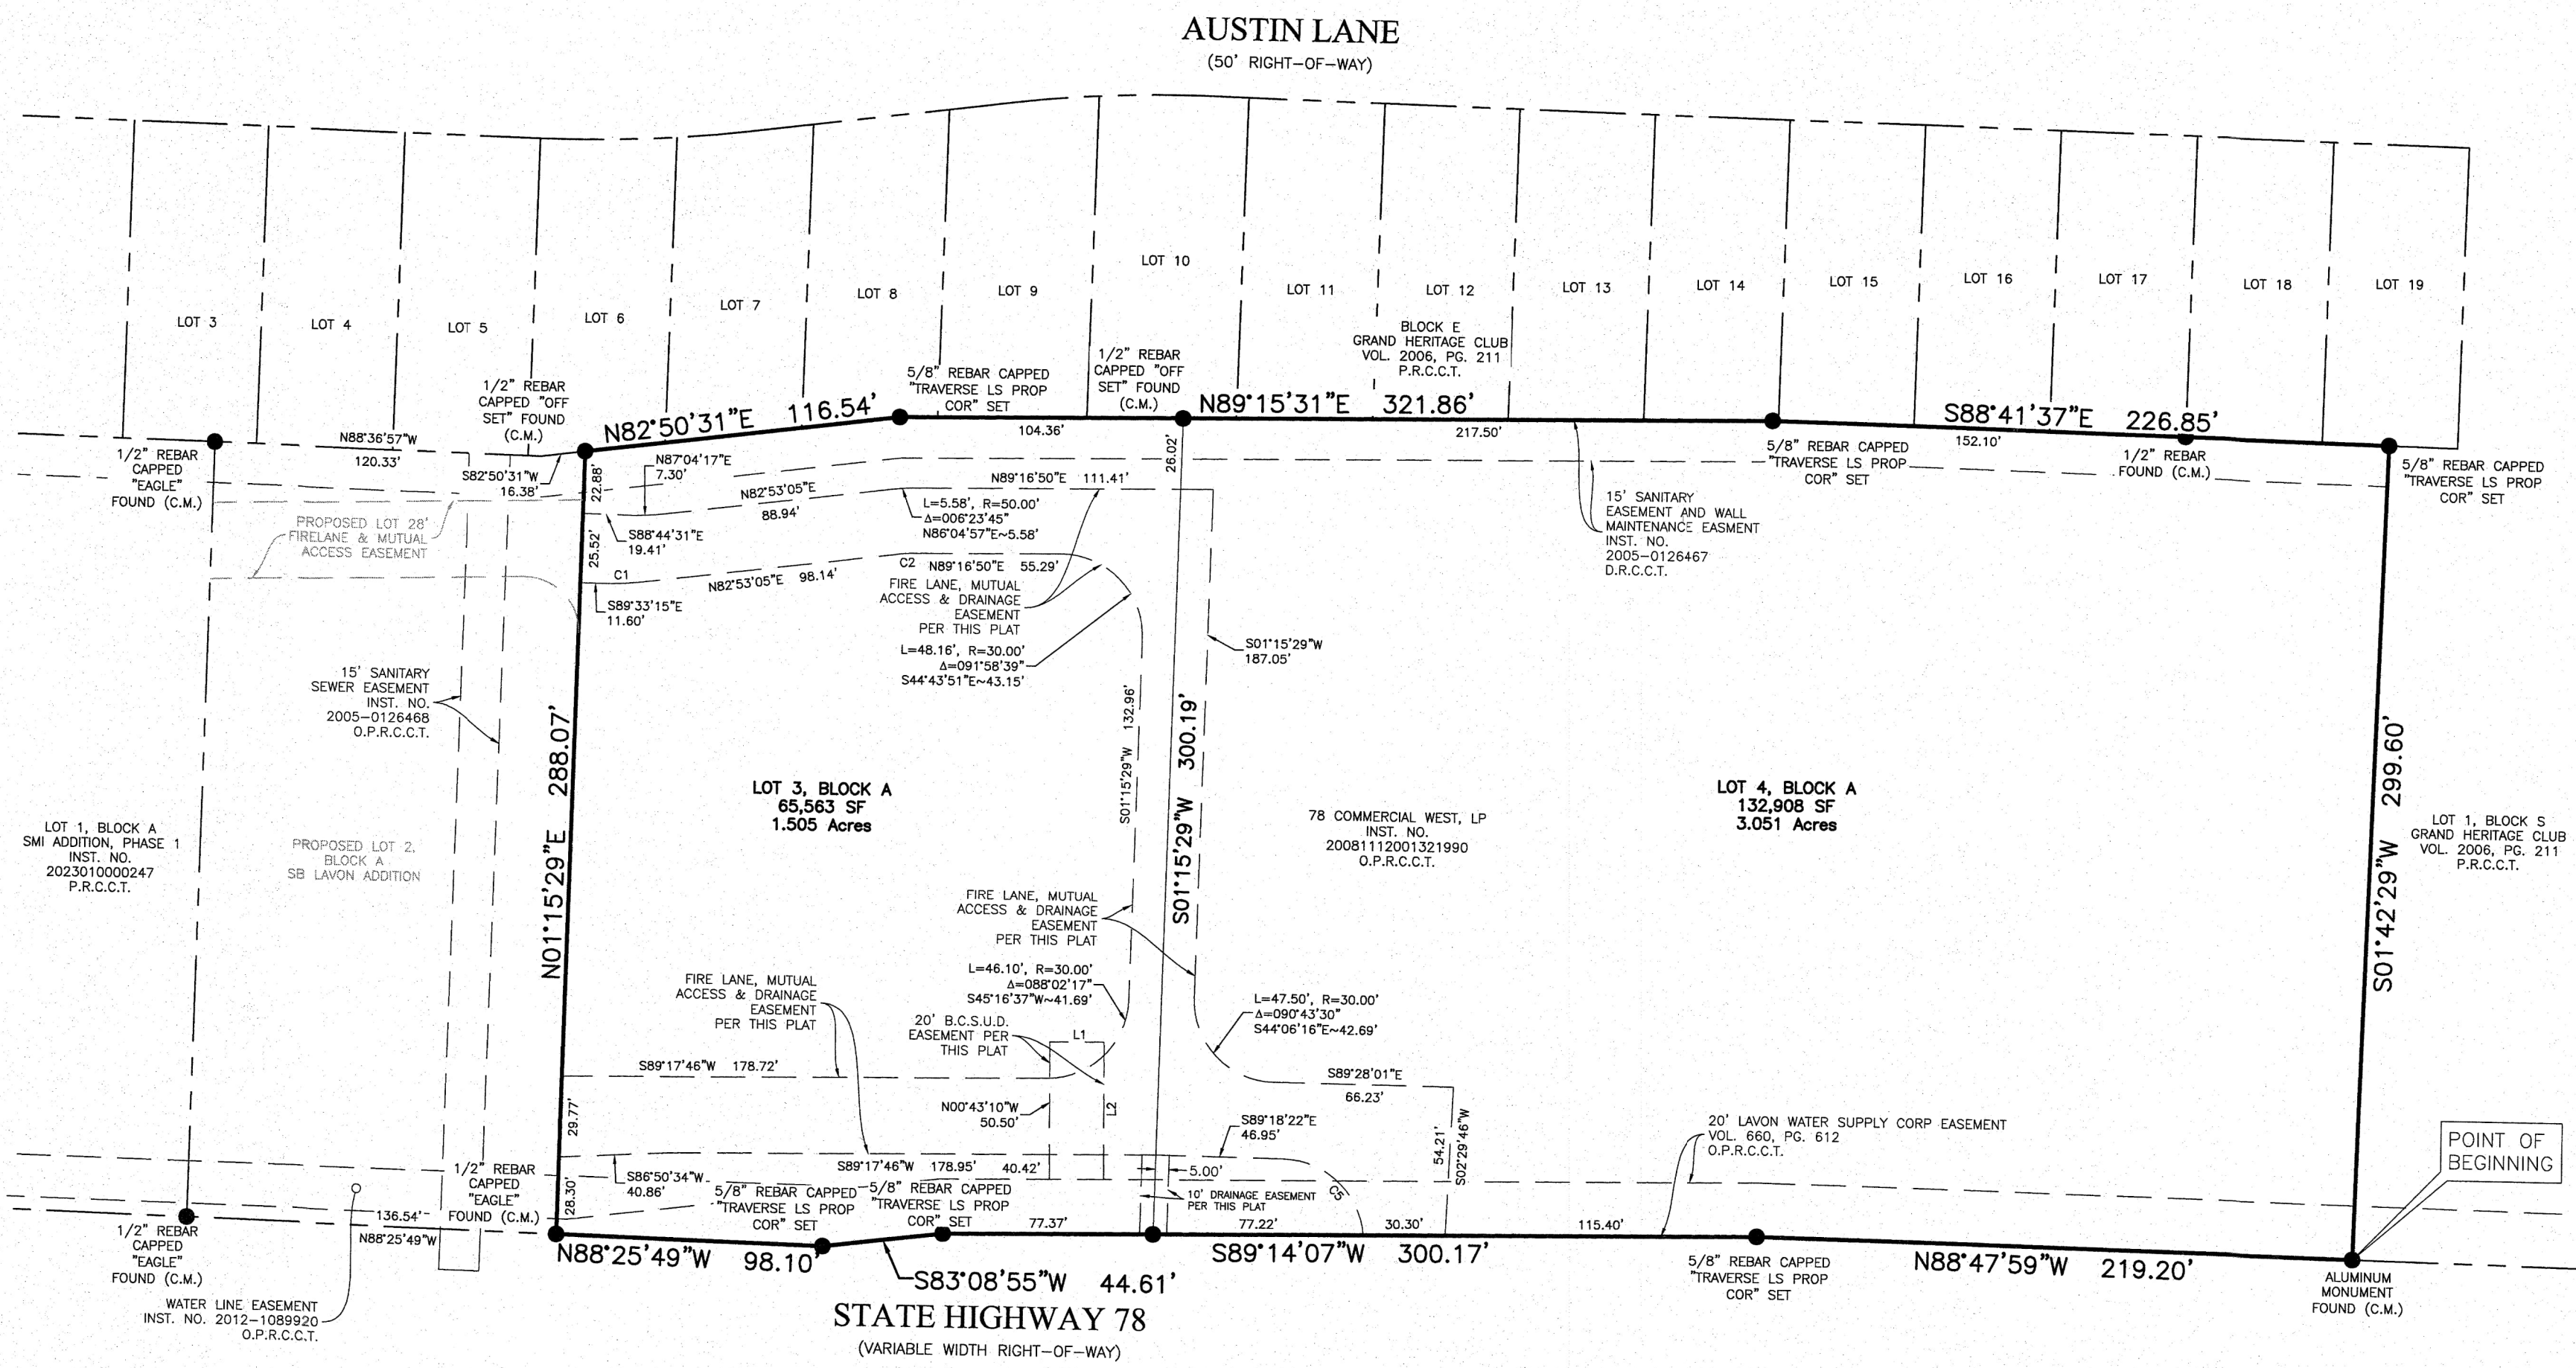 AUSTIN LANE
(50' RIGHT-OF-WAY)
LOT 3
LOT 4
LOT 5
LOT 6
LOT 7
LOT 8
LOT 9
LOT 10
LOT 11
LOT 12
LOT 13
LOT 14
LOT 15
LOT 16
LOT 17
LOT 18
LOT 19
BLOCK E
GRAND HERITAGE CLUB
VOL. 2006, PG. 211
P.R.C.C.T.
1/2" REBAR
CAPPED
"EAGLE"
FOUND (C.M.)
N88°36'57"W
120.33'
1/2" REBAR
CAPPED "OFF
SET" FOUND
(C.M.)
S82°50'31"W
16.38'
N82°50'31"E 116.54'
5/8" REBAR CAPPED
"TRAVERSE LS PROP
COR" SET
104.36'
1/2" REBAR
CAPPED "OFF
SET" FOUND
(C.M.)
N89°15'31"E 321.86'
217.50'
5/8" REBAR CAPPED
"TRAVERSE LS PROP
COR" SET
S88°41'37"E 226.85'
152.10'
1/2" REBAR
FOUND (C.M.)
5/8" REBAR CAPPED
"TRAVERSE LS PROP
COR" SET
22.88'
N87°04'17"E
7.30'
N82°53'05"E
88.94'
N89°16'50"E 111.41'
26.02'
L=5.58', R=50.00'
Δ=006°23'45"
N86°04'57"E~5.58'
15' SANITARY
EASEMENT AND WALL
MAINTENANCE EASMENT
INST. NO.
2005-0126467
D.R.C.C.T.
PROPOSED LOT 28'
FIRELANE & MUTUAL
ACCESS EASEMENT
25.52'
S88°44'31"E
19.41'
C1
N82°53'05"E 98.14'
C2
N89°16'50"E 55.29'
S89°33'15"E
11.60'
FIRE LANE, MUTUAL
ACCESS & DRAINAGE
EASEMENT
PER THIS PLAT
L=48.16', R=30.00'
Δ=091°58'39"
S44°43'51"E~43.15'
S01°15'29"W
187.05'
15' SANITARY
SEWER EASEMENT
INST. NO.
2005-0126468
O.P.R.C.C.T.
N01°15'29"E 288.07'
S01°15'29"W 132.96'
S01°15'29"W 300.19'
S01°42'29"W 299.60'
LOT 1, BLOCK A
SMI ADDITION, PHASE 1
INST. NO.
2023010000247
P.R.C.C.T.
PROPOSED LOT 2,
BLOCK A
SB LAVON ADDITION
LOT 3, BLOCK A
65,563 SF
1.505 Acres
78 COMMERCIAL WEST, LP
INST. NO.
20081112001321990
O.P.R.C.C.T.
LOT 4, BLOCK A
132,908 SF
3.051 Acres
LOT 1, BLOCK S
GRAND HERITAGE CLUB
VOL. 2006, PG. 211
P.R.C.C.T.
FIRE LANE, MUTUAL
ACCESS & DRAINAGE
EASEMENT
PER THIS PLAT
L=46.10', R=30.00'
Δ=088°02'17"
S45°16'37"W~41.69'
FIRE LANE, MUTUAL
ACCESS & DRAINAGE
EASEMENT
PER THIS PLAT
20' B.C.S.U.D.
EASEMENT PER
THIS PLAT
L1
L=47.50', R=30.00'
Δ=090°43'30"
S44°06'16"E~42.69'
S89°17'46"W 178.72'
S89°28'01"E
66.23'
29.77'
N00°43'10"W
50.50'
L2
S89°18'22"E
46.95'
54.21'
S02°29'46"W
20' LAVON WATER SUPPLY CORP EASEMENT
VOL. 660, PG. 612
O.P.R.C.C.T.
POINT OF
BEGINNING
S86°50'34"W
40.86'
S89°17'46"W 178.95'
40.42'
5.00'
10' DRAINAGE EASEMENT
PER THIS PLAT
C5
1/2" REBAR
CAPPED
"EAGLE"
FOUND (C.M.)
28.30'
5/8" REBAR CAPPED
"TRAVERSE LS PROP
COR" SET
5/8" REBAR CAPPED
"TRAVERSE LS PROP
COR" SET
136.54'
N88°25'49"W
77.37'
77.22'
30.30'
115.40'
1/2" REBAR
CAPPED
"EAGLE"
FOUND (C.M.)
N88°25'49"W 98.10'
S83°08'55"W 44.61'
S89°14'07"W 300.17'
5/8" REBAR CAPPED
"TRAVERSE LS PROP
COR" SET
N88°47'59"W 219.20'
ALUMINUM
MONUMENT
FOUND (C.M.)
WATER LINE EASEMENT
INST. NO. 2012-1089920
O.P.R.C.C.T.
STATE HIGHWAY 78
(VARIABLE WIDTH RIGHT-OF-WAY)